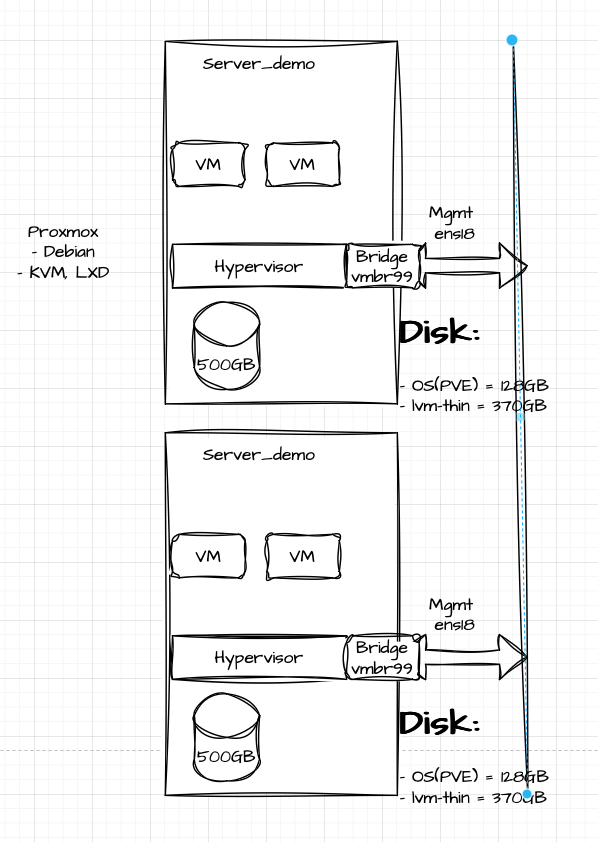 Server_demo
VM
VM
Mgmt
ens18
Proxmox
- Debian
- KVM, LXD
Hypervisor
Bridge
vmbr99
Disk:
500GB
- OS(PVE) = 128GB
- lvm-thin = 370GB
Server_demo
VM
VM
Mgmt
ens18
Hypervisor
Bridge
vmbr99
Disk:
500GB
- OS(PVE) = 128GB
- lvm-thin = 370GB